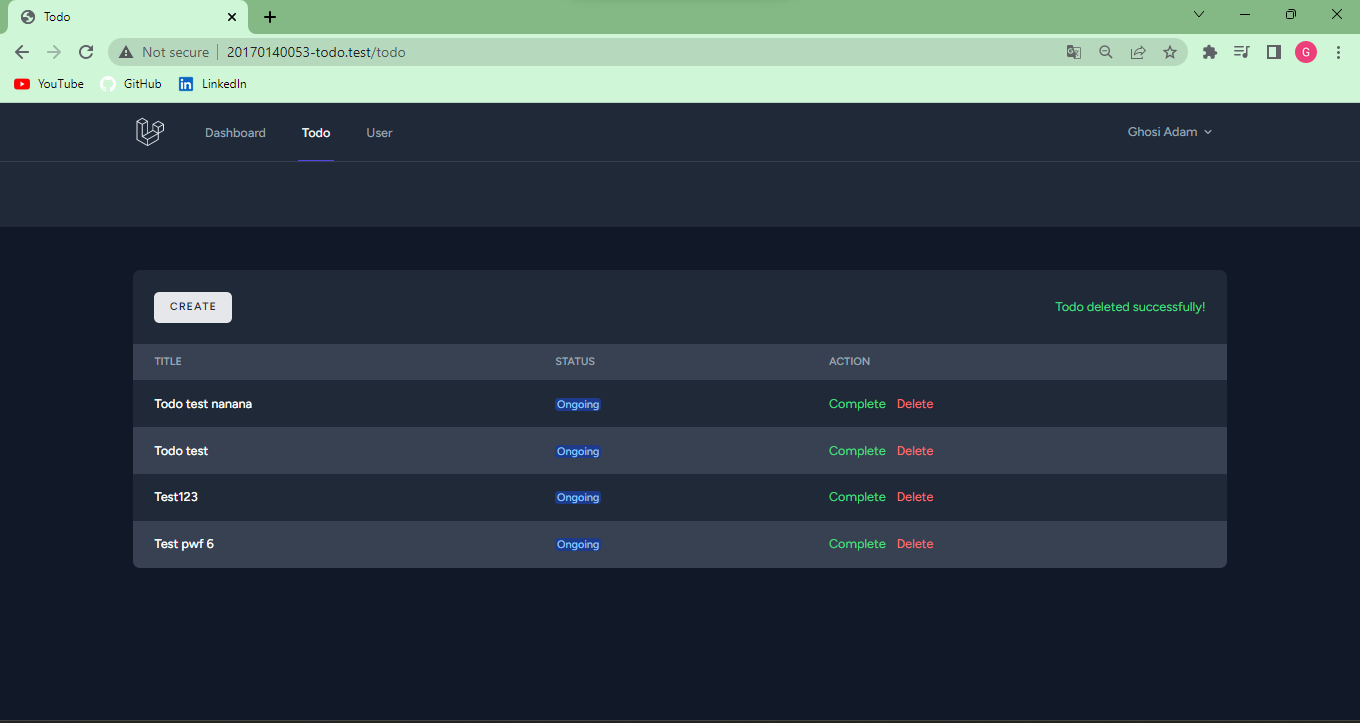 Todo
Not secure 20170140053-todo.test/todo
G
YouTube GitHub LinkedIn
Dashboard Todo User Ghosi Adam
CREATE Todo deleted successfully!
TITLE STATUS ACTION
Todo test nanana Ongoing Complete Delete
Todo test Ongoing Complete Delete
Test123 Ongoing Complete Delete
Test pwf 6 Ongoing Complete Delete